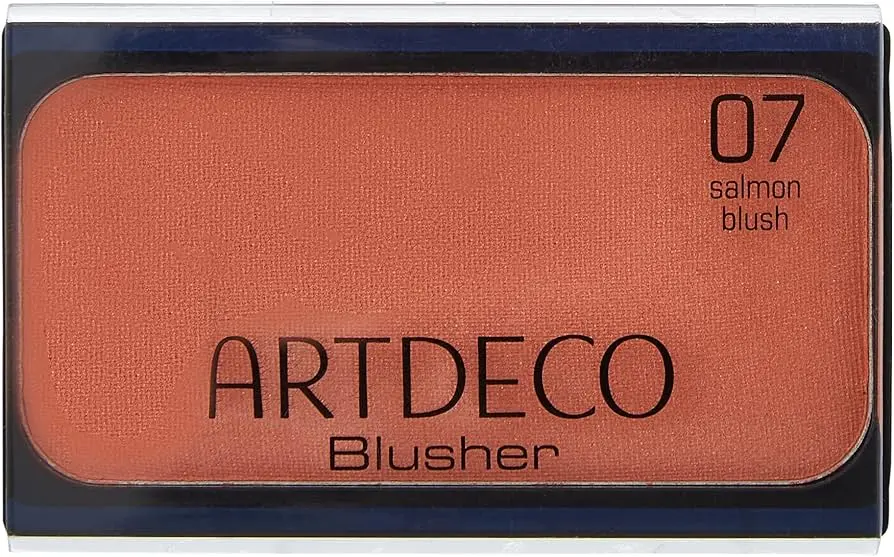 07
salmon
blush
ARTDECO
Blusher